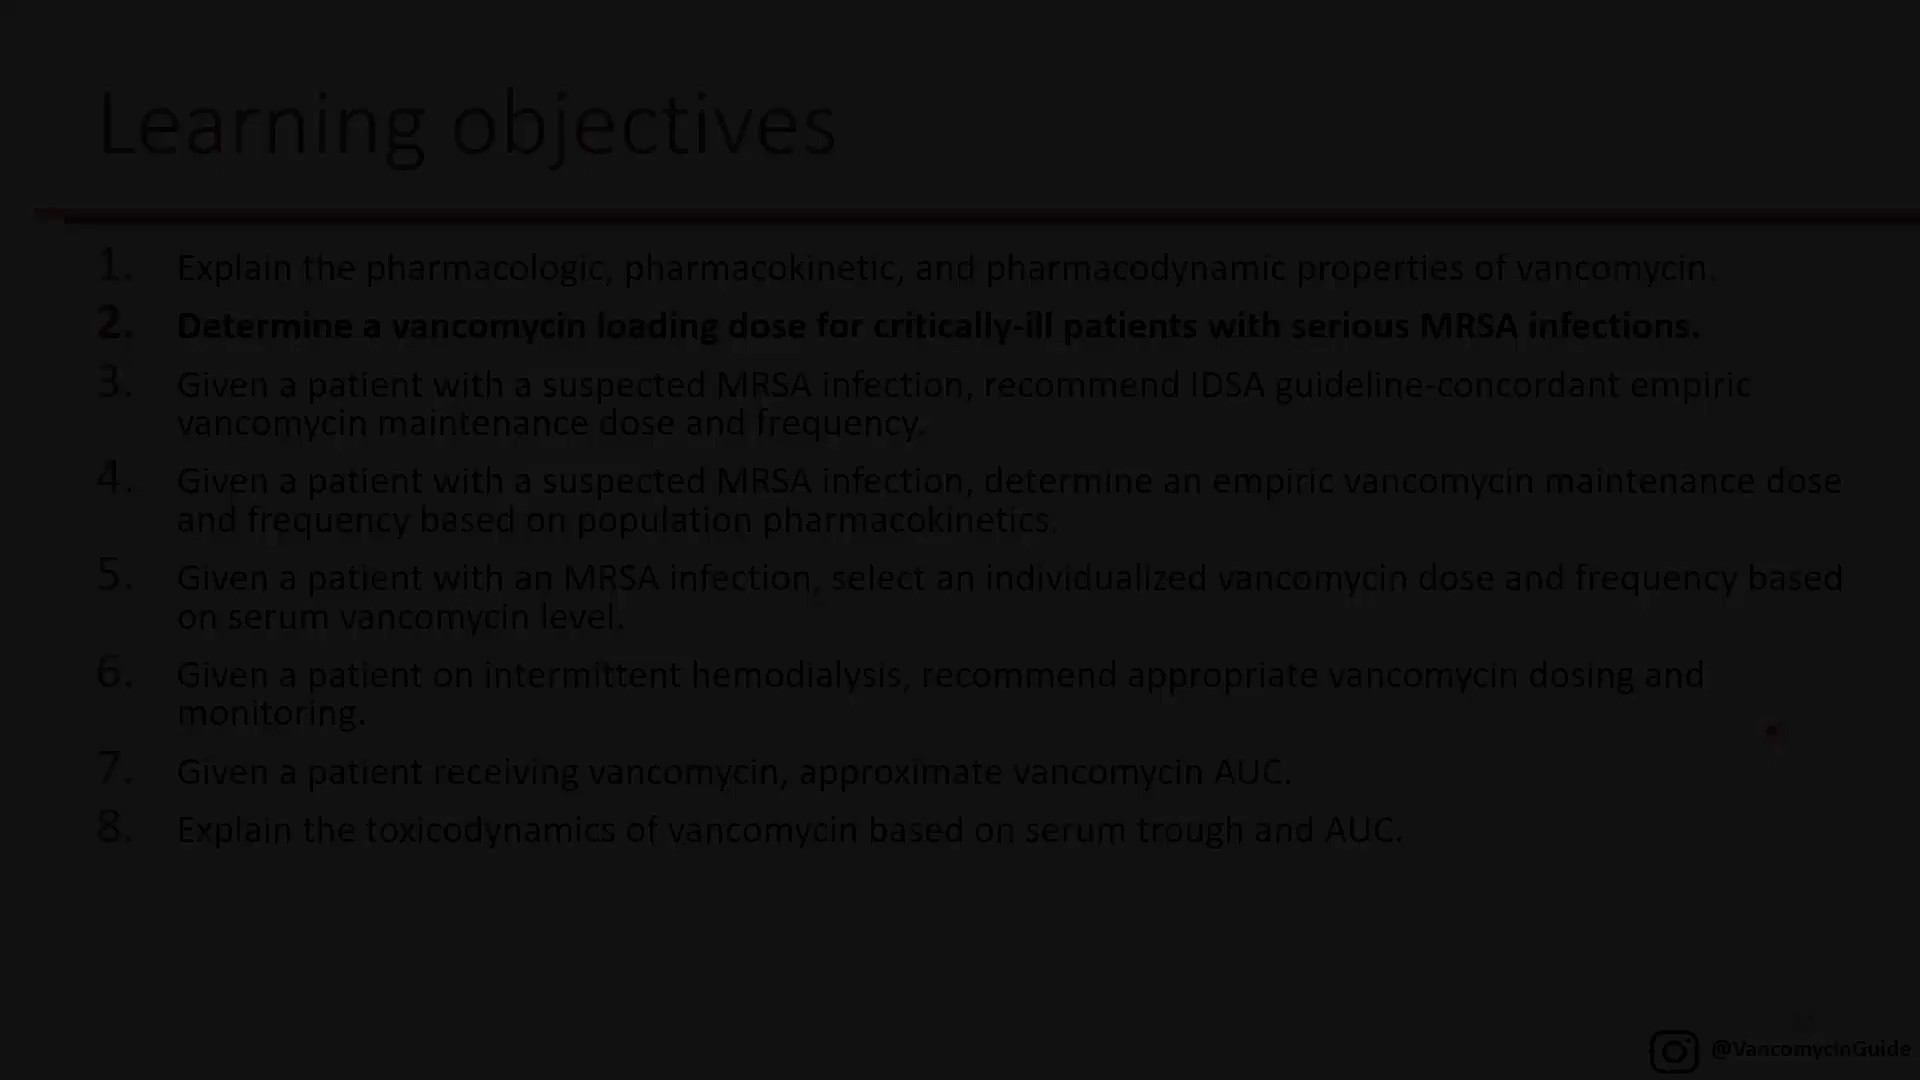 Learning objectives
1. Explain the pharmacologic, pharmacokinetic, and pharmacodynamic properties of vancomycin.
2. Determine a vancomycin loading dose for critically-ill patients with serious MRSA infections.
3. Given a patient with a suspected MRSA infection, recommend IDSA guideline-concordant empiric
vancomycin maintenance dose and frequency.
4. Given a patient with a suspected MRSA infection, determine an empiric vancomycin maintenance dose
and frequency based on population pharmacokinetics.
5. Given a patient with an MRSA infection, select an individualized vancomycin dose and frequency based
on serum vancomycin level.
6. Given a patient on intermittent hemodialysis, recommend appropriate vancomycin dosing and
monitoring.
7. Given a patient receiving vancomycin, approximate vancomycin AUC.
8. Explain the toxicodynamics of vancomycin based on serum trough and AUC.
@VancomycinGuide